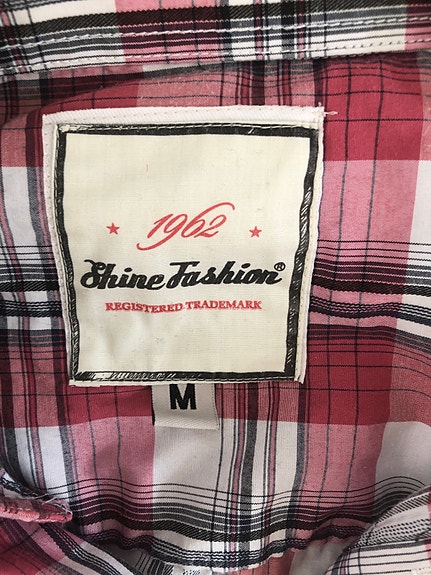 1962
Shine Fashion®
REGISTERED TRADEMARK
M